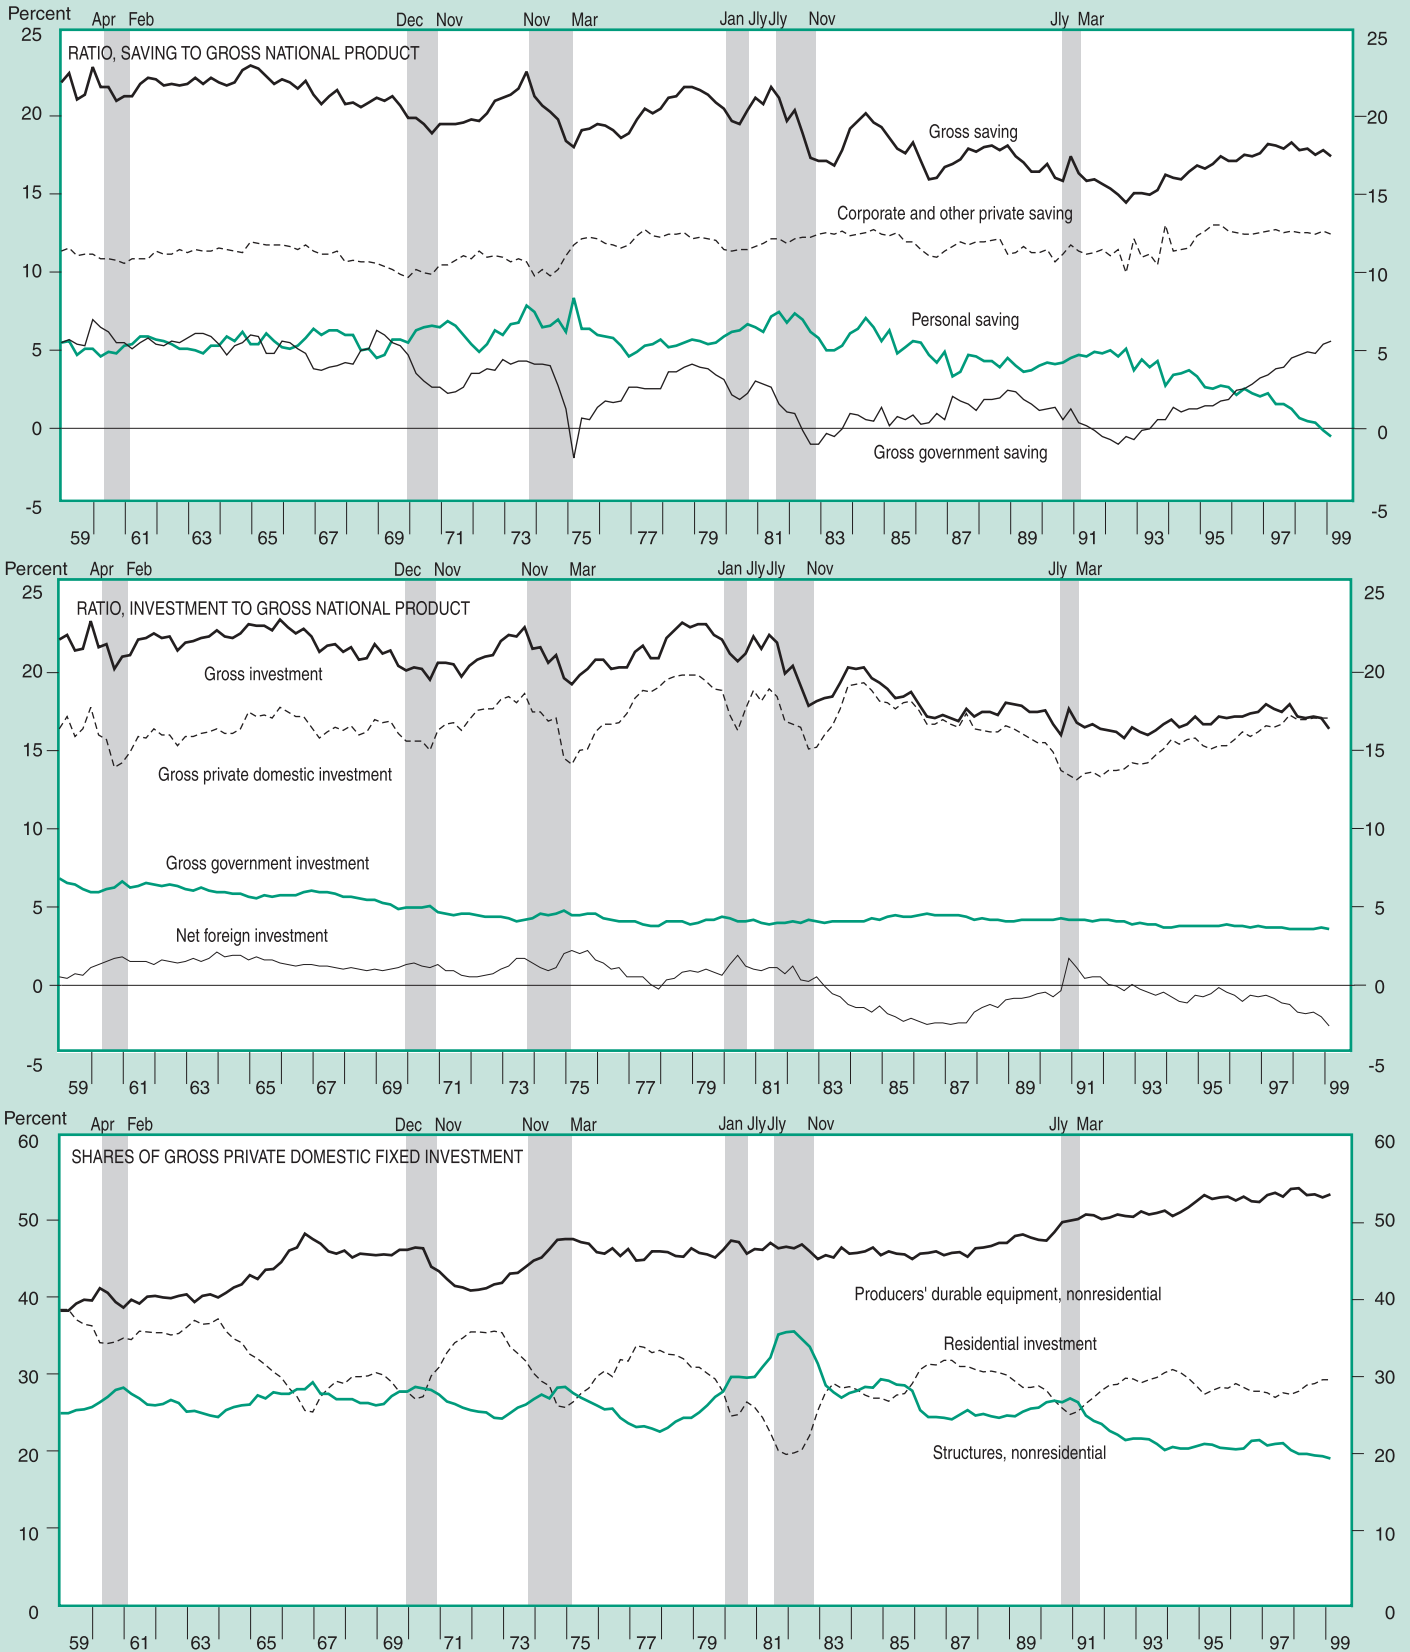 Percent Apr Feb Dec Nov Nov Mar Jan Jly Jly Nov Jly Mar
25 25
RATIO, SAVING TO GROSS NATIONAL PRODUCT
20 20
Gross saving
15 15
Corporate and other private saving
10 10
Personal saving
5 5
0 0
Gross government saving
-5 -5
59 61 63 65 67 69 71 73 75 77 79 81 83 85 87 89 91 93 95 97 99
Percent Apr Feb Dec Nov Nov Mar Jan Jly Jly Nov Jly Mar
25 25
RATIO, INVESTMENT TO GROSS NATIONAL PRODUCT
20 20
Gross investment
15 15
Gross private domestic investment
10 10
Gross government investment
5 5
Net foreign investment
0 0
-5 -5
59 61 63 65 67 69 71 73 75 77 79 81 83 85 87 89 91 93 95 97 99
Percent Apr Feb Dec Nov Nov Mar Jan Jly Jly Nov Jly Mar
60 60
SHARES OF GROSS PRIVATE DOMESTIC FIXED INVESTMENT
50 50
Producers' durable equipment, nonresidential
40 40
Residential investment
30 30
Structures, nonresidential
20 20
10 10
0 0
59 61 63 65 67 69 71 73 75 77 79 81 83 85 87 89 91 93 95 97 99